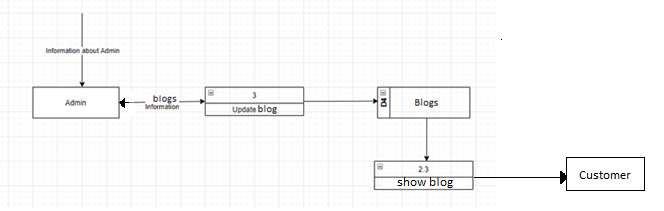 Information about Admin
Admin
blogs
Information
3
Update blog
D4
Blogs
2.3
show blog
Customer